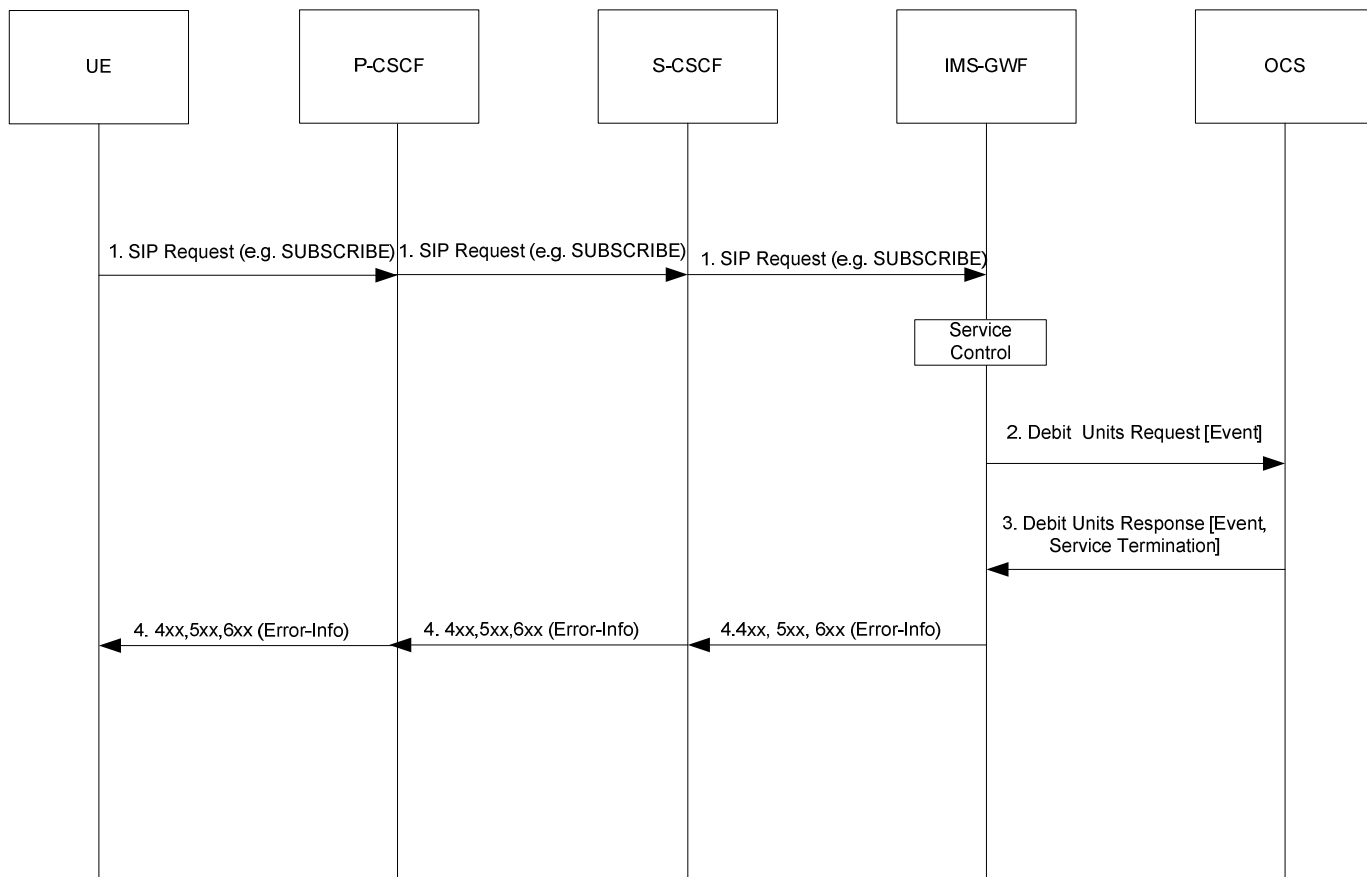 UE
P-CSCF
S-CSCF
IMS-GWF
OCS
1. SIP Request (e.g. SUBSCRIBE)
1. SIP Request (e.g. SUBSCRIBE)
1. SIP Request (e.g. SUBSCRIBE)
Service
Control
2. Debit Units Request [Event]
3. Debit Units Response [Event,
Service Termination]
4. 4xx,5xx,6xx (Error-Info)
4. 4xx,5xx,6xx (Error-Info)
4.4xx, 5xx, 6xx (Error-Info)